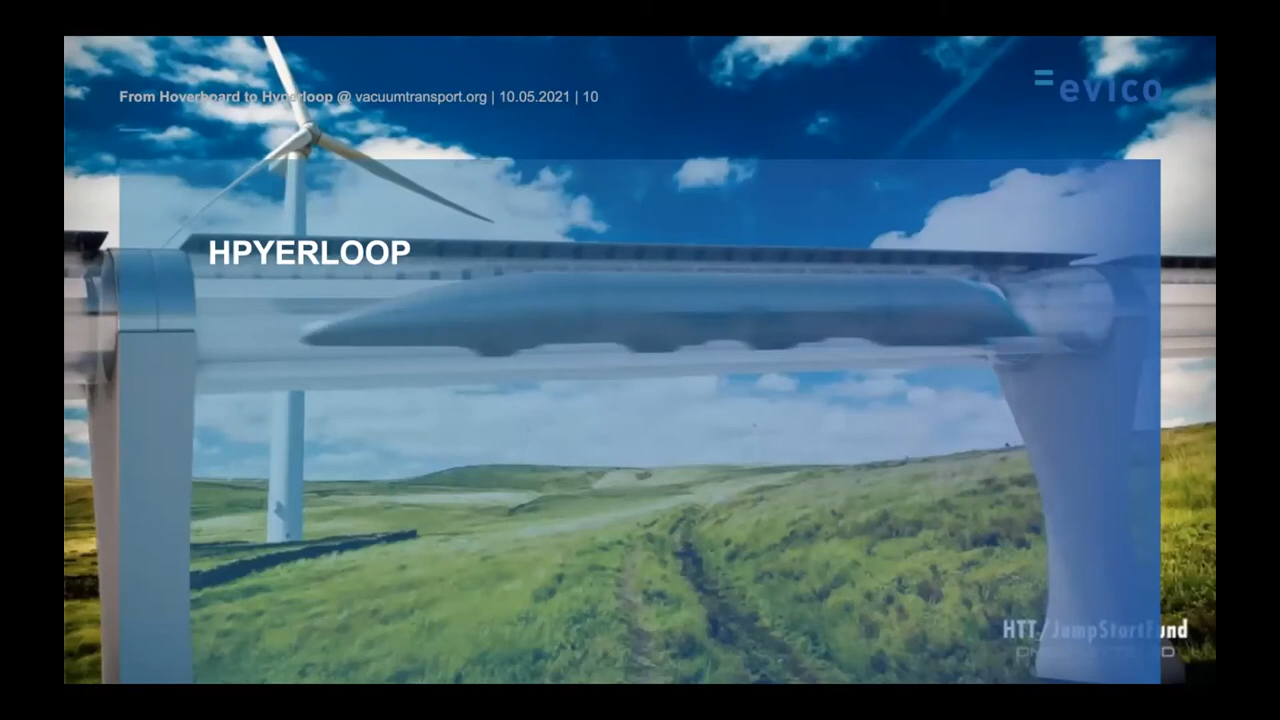 From Hoverboard to Hyperloop @ vacuumtransport.org | 10.05.2021 | 10
evico
HPYERLOOP
HTT/JumpStartFund